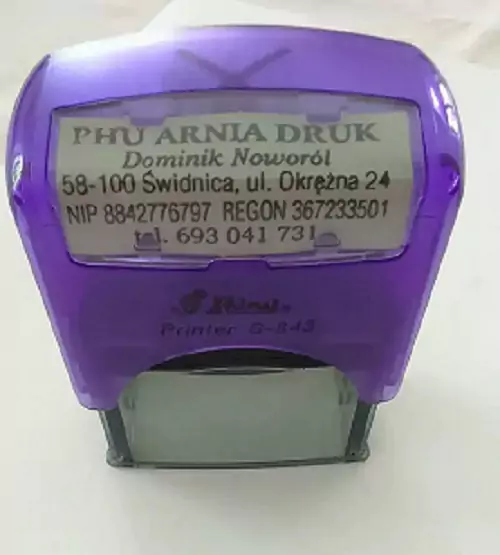 PHU ARNIA DRUK
Dominik Noworól
58-100 Świdnica, ul. Okrężna 24
NIP 8842776797 REGON 367233501
tel. 693 041 731
Shiny
Printer S-843